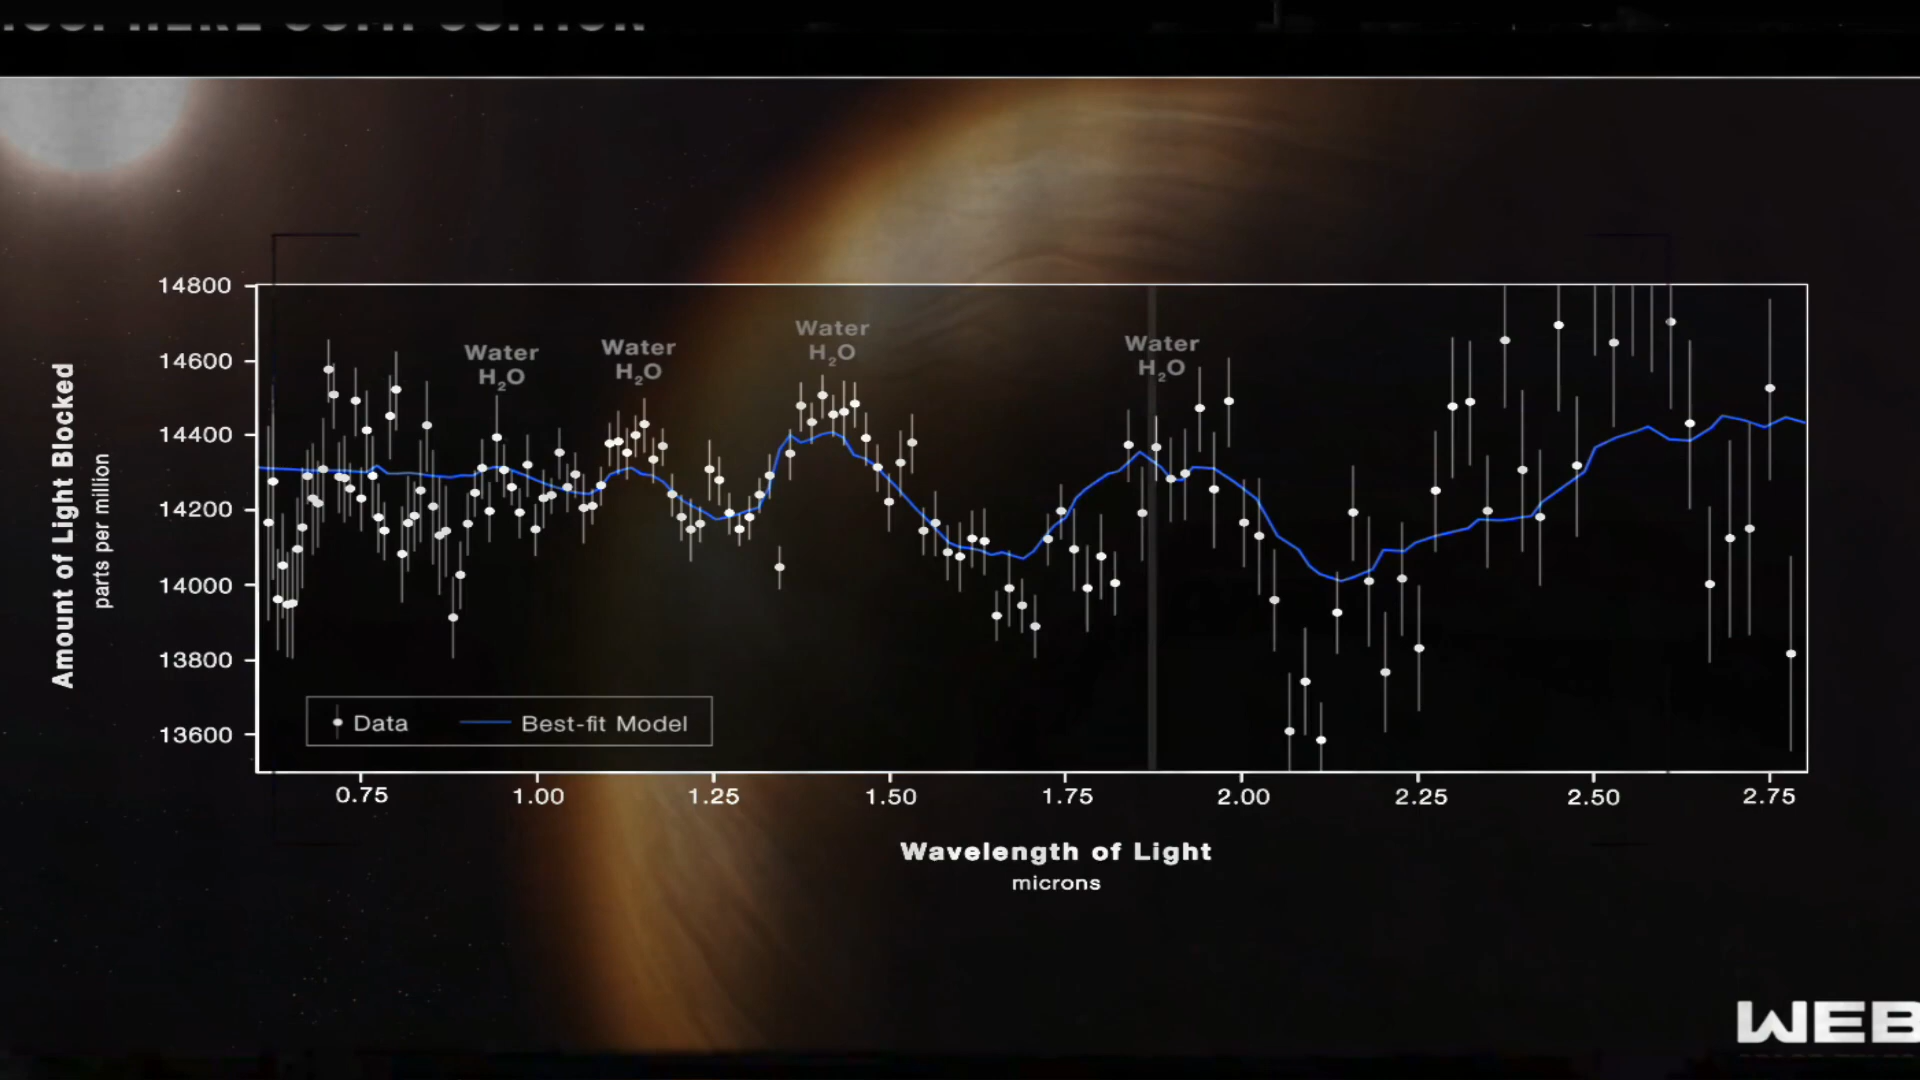 14800
14600
14400
14200
14000
13800
13600
Amount of Light Blocked
parts per million
Water
H₂O
Water
H₂O
Water
H₂O
Water
H₂O
Data
Best-fit Model
0.75 1.00 1.25 1.50 1.75 2.00 2.25 2.50 2.75
Wavelength of Light
microns
WEB